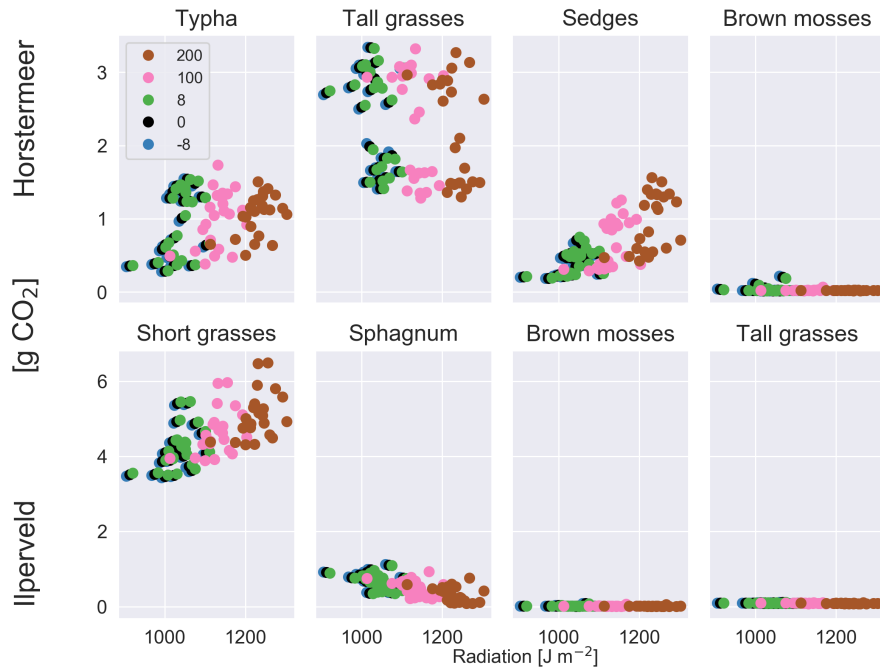 Typha
Tall grasses
Sedges
Brown mosses
Horstermeer
3
2
1
0
200
100
8
0
-8
[g CO₂]
Short grasses
Sphagnum
Brown mosses
Tall grasses
Ilperveld
6
4
2
0
1000 1200
1000 1200
1000 1200
1000 1200
Radiation [J m⁻²]